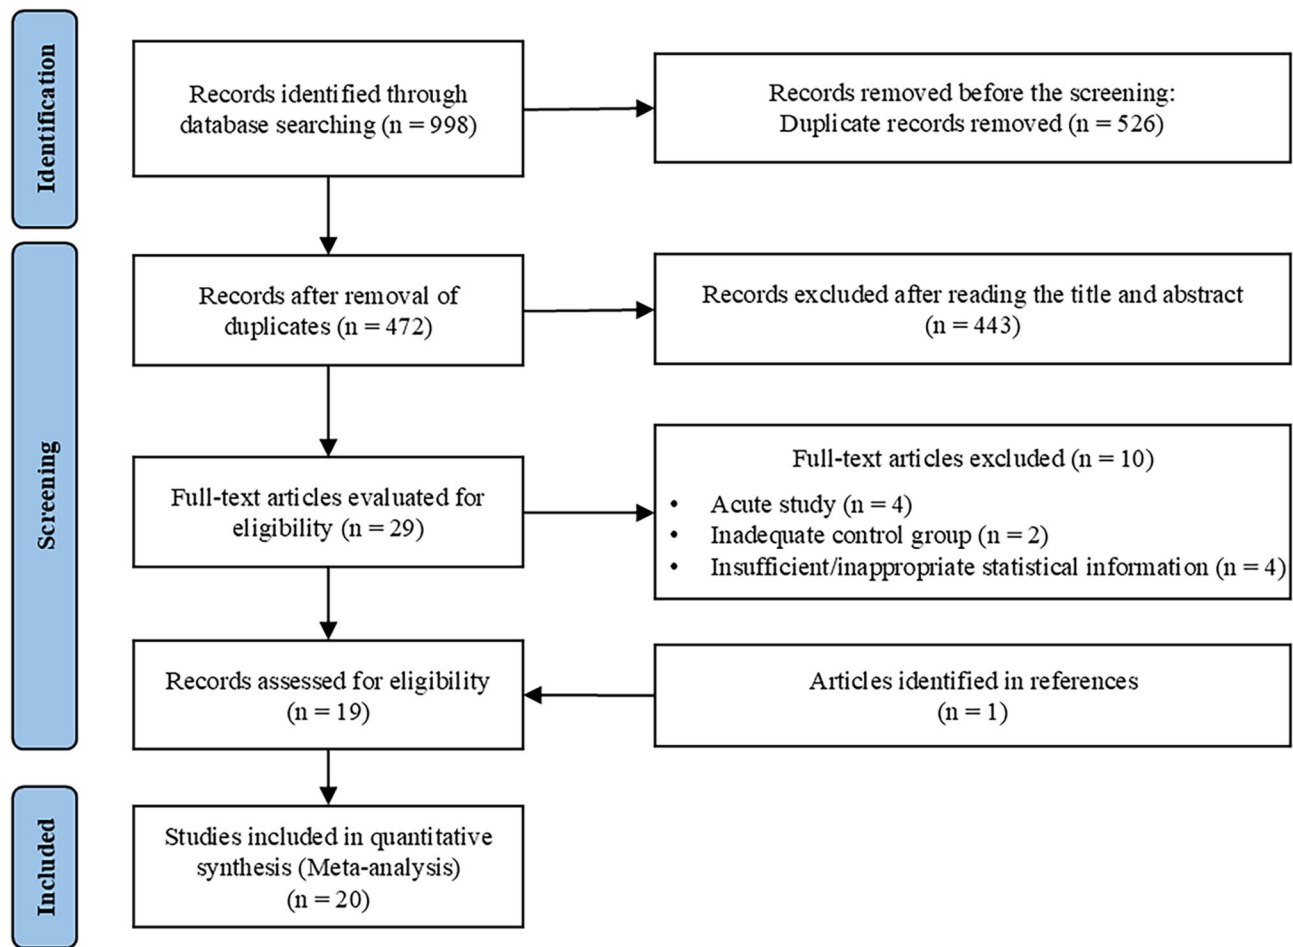 Identification
Records identified through
database searching (n = 998)
Records removed before the screening:
Duplicate records removed (n = 526)
Screening
Records after removal of
duplicates (n = 472)
Records excluded after reading the title and abstract
(n = 443)
Full-text articles evaluated for
eligibility (n = 29)
Full-text articles excluded (n = 10)
• Acute study (n = 4)
• Inadequate control group (n = 2)
• Insufficient/inappropriate statistical information (n = 4)
Records assessed for eligibility
(n = 19)
Articles identified in references
(n = 1)
Included
Studies included in quantitative
synthesis (Meta-analysis)
(n = 20)